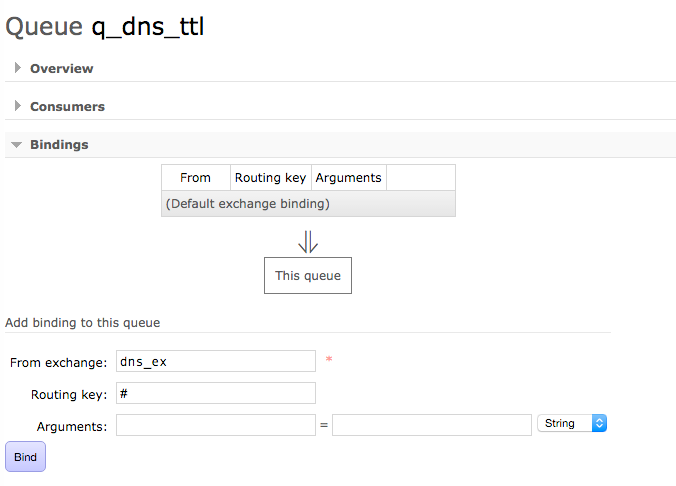 Queue q_dns_ttl
Overview
Consumers
Bindings
From Routing key Arguments
(Default exchange binding)
⇓
This queue
Add binding to this queue
From exchange: dns_ex *
Routing key: #
Arguments: = String
Bind